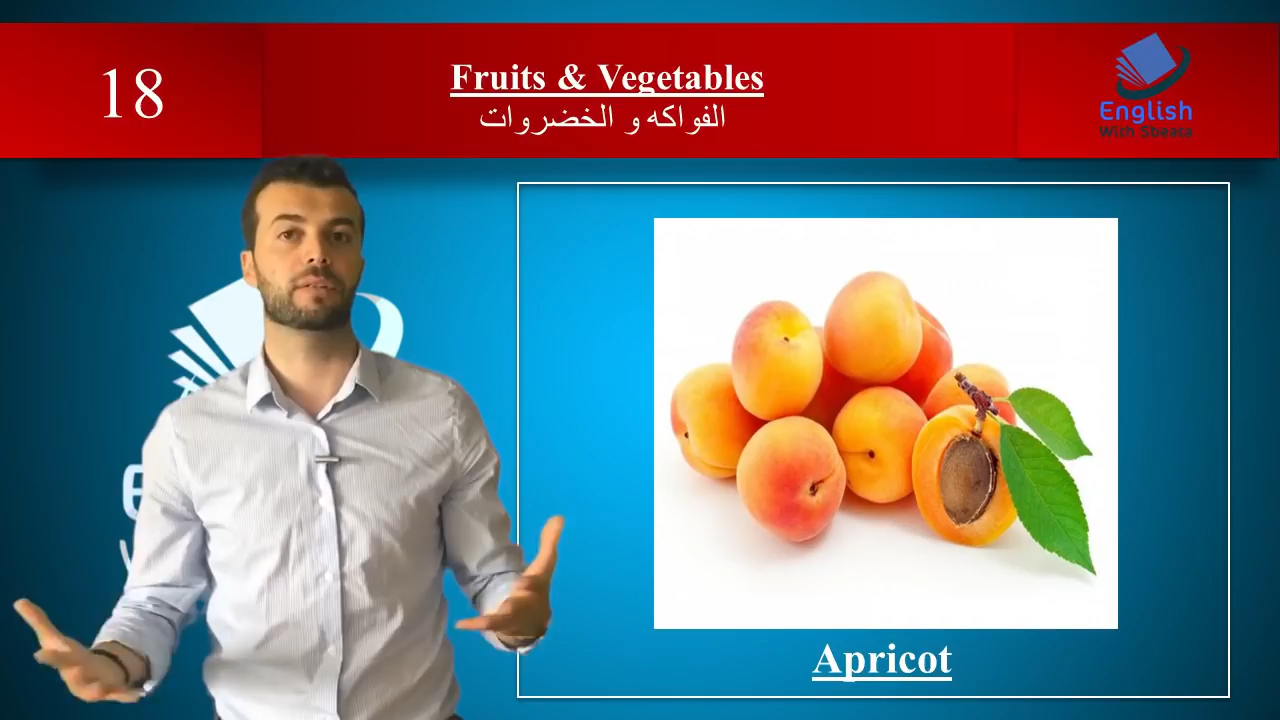 18
Fruits & Vegetables
الفواكه و الخضروات
English
With Sbeata
Apricot